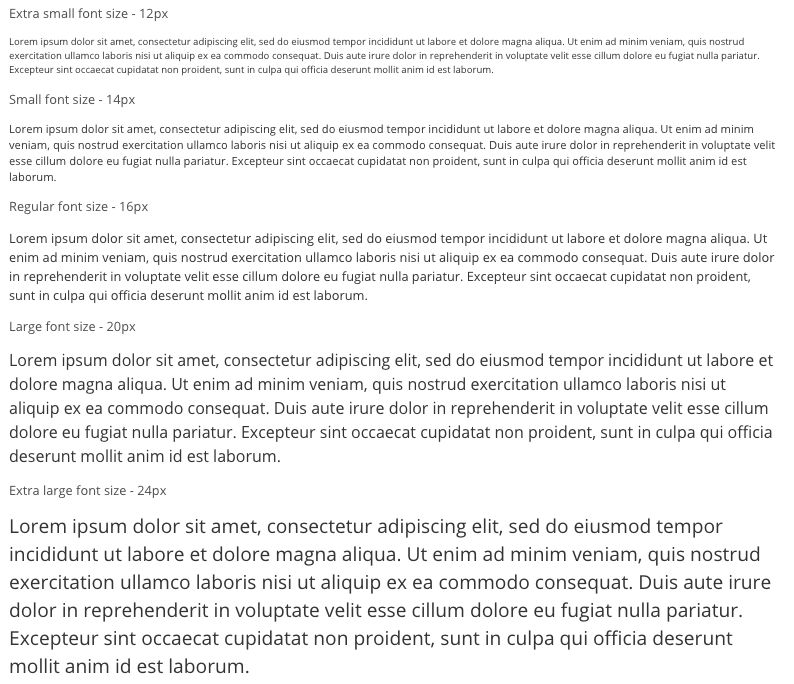 Extra small font size - 12px
Lorem ipsum dolor sit amet, consectetur adipiscing elit, sed do eiusmod tempor incididunt ut labore et dolore magna aliqua. Ut enim ad minim veniam, quis nostrud
exercitation ullamco laboris nisi ut aliquip ex ea commodo consequat. Duis aute irure dolor in reprehenderit in voluptate velit esse cillum dolore eu fugiat nulla pariatur.
Excepteur sint occaecat cupidatat non proident, sunt in culpa qui officia deserunt mollit anim id est laborum.
Small font size - 14px
Lorem ipsum dolor sit amet, consectetur adipiscing elit, sed do eiusmod tempor incididunt ut labore et dolore magna aliqua. Ut enim ad minim
veniam, quis nostrud exercitation ullamco laboris nisi ut aliquip ex ea commodo consequat. Duis aute irure dolor in reprehenderit in voluptate velit
esse cillum dolore eu fugiat nulla pariatur. Excepteur sint occaecat cupidatat non proident, sunt in culpa qui officia deserunt mollit anim id est
laborum.
Regular font size - 16px
Lorem ipsum dolor sit amet, consectetur adipiscing elit, sed do eiusmod tempor incididunt ut labore et dolore magna aliqua. Ut
enim ad minim veniam, quis nostrud exercitation ullamco laboris nisi ut aliquip ex ea commodo consequat. Duis aute irure dolor
in reprehenderit in voluptate velit esse cillum dolore eu fugiat nulla pariatur. Excepteur sint occaecat cupidatat non proident,
sunt in culpa qui officia deserunt mollit anim id est laborum.
Large font size - 20px
Lorem ipsum dolor sit amet, consectetur adipiscing elit, sed do eiusmod tempor incididunt ut labore et
dolore magna aliqua. Ut enim ad minim veniam, quis nostrud exercitation ullamco laboris nisi ut
aliquip ex ea commodo consequat. Duis aute irure dolor in reprehenderit in voluptate velit esse cillum
dolore eu fugiat nulla pariatur. Excepteur sint occaecat cupidatat non proident, sunt in culpa qui officia
deserunt mollit anim id est laborum.
Extra large font size - 24px
Lorem ipsum dolor sit amet, consectetur adipiscing elit, sed do eiusmod tempor
incididunt ut labore et dolore magna aliqua. Ut enim ad minim veniam, quis nostrud
exercitation ullamco laboris nisi ut aliquip ex ea commodo consequat. Duis aute irure
dolor in reprehenderit in voluptate velit esse cillum dolore eu fugiat nulla pariatur.
Excepteur sint occaecat cupidatat non proident, sunt in culpa qui officia deserunt
mollit anim id est laborum.